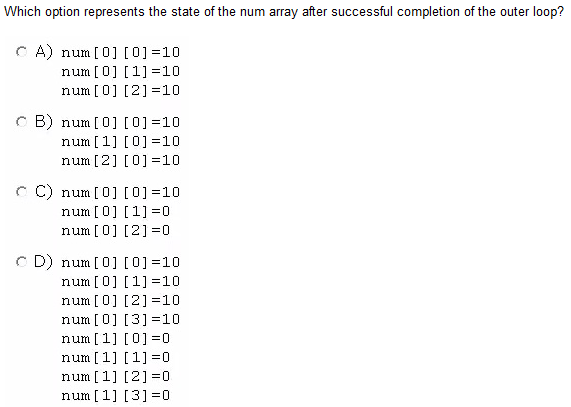 Which option represents the state of the num array after successful completion of the outer loop?
A) num[0][0]=10
num[0][1]=10
num[0][2]=10
B) num[0][0]=10
num[1][0]=10
num[2][0]=10
C) num[0][0]=10
num[0][1]=0
num[0][2]=0
D) num[0][0]=10
num[0][1]=10
num[0][2]=10
num[0][3]=10
num[1][0]=0
num[1][1]=0
num[1][2]=0
num[1][3]=0